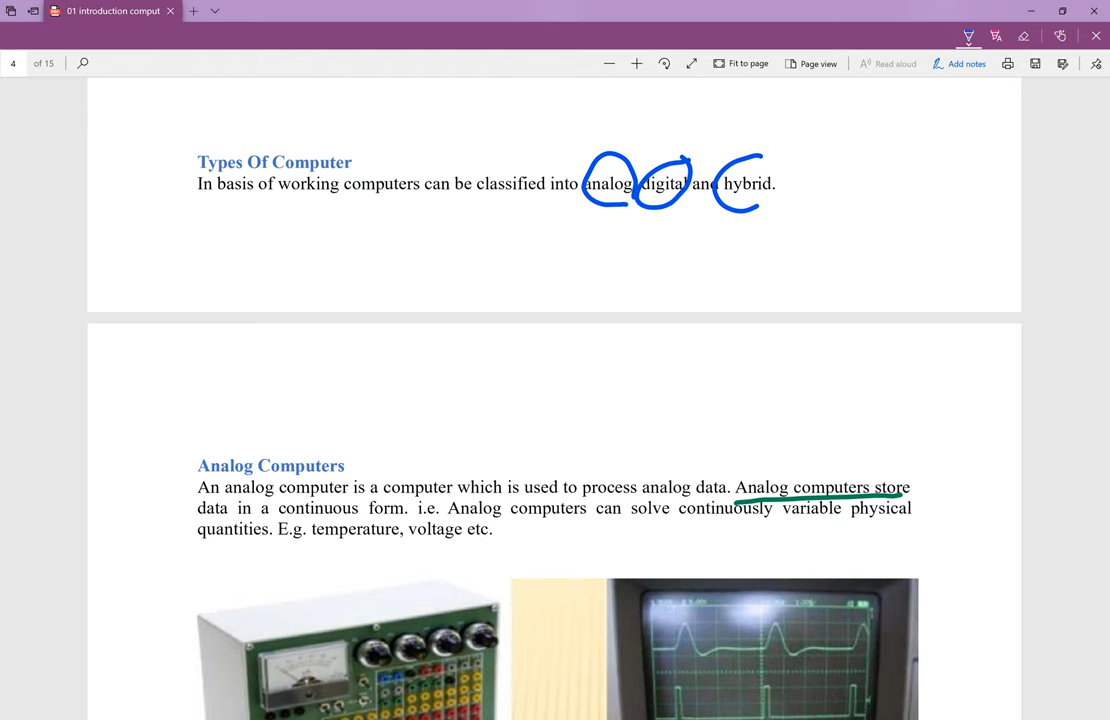 01 introduction comput
4 of 15
Fit to page
Page view
Read aloud
Add notes
Types Of Computer
In basis of working computers can be classified into analog, digital and hybrid.
Analog Computers
An analog computer is a computer which is used to process analog data. Analog computers store
data in a continuous form. i.e. Analog computers can solve continuously variable physical
quantities. E.g. temperature, voltage etc.